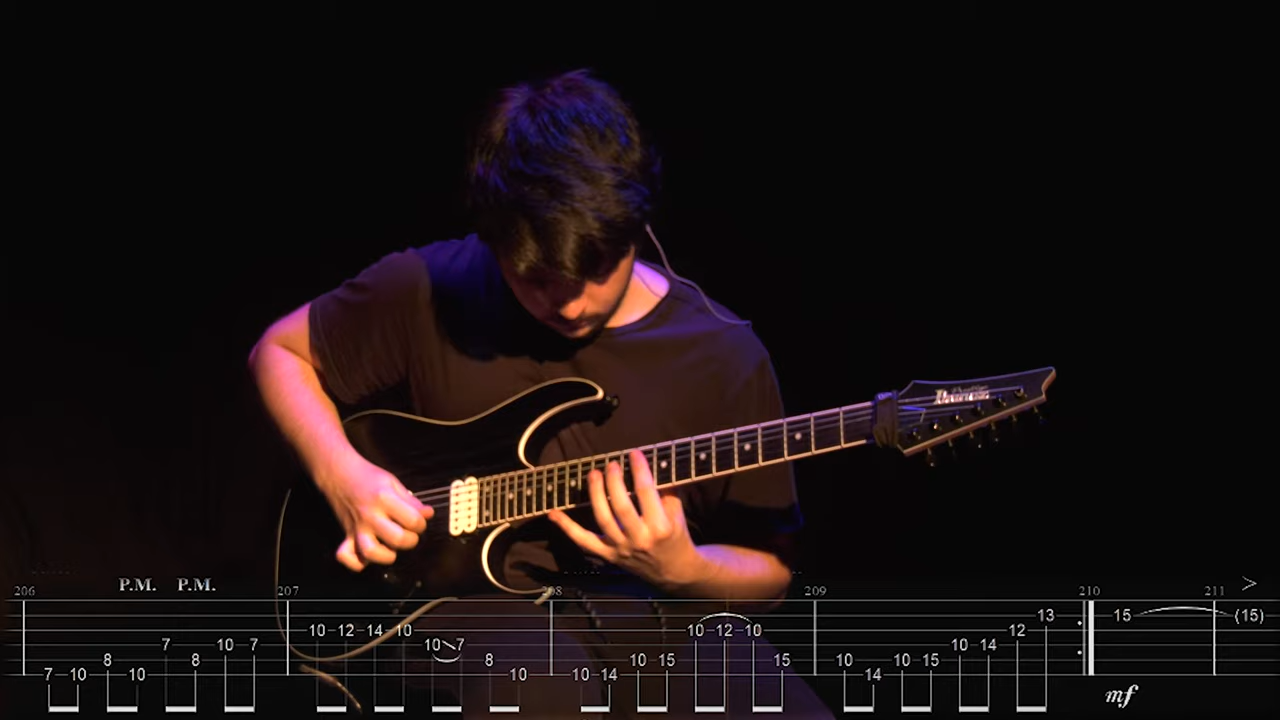 Ibanez
P.M. P.M. >
206 207 208 209 210 211
13
15 (15)
10 12 14 10 10 12 10 12
7 10 7 10 7 10 14
8 8 8 10 15 15 10 10 15
7 10 10 10 10 14 14
mf